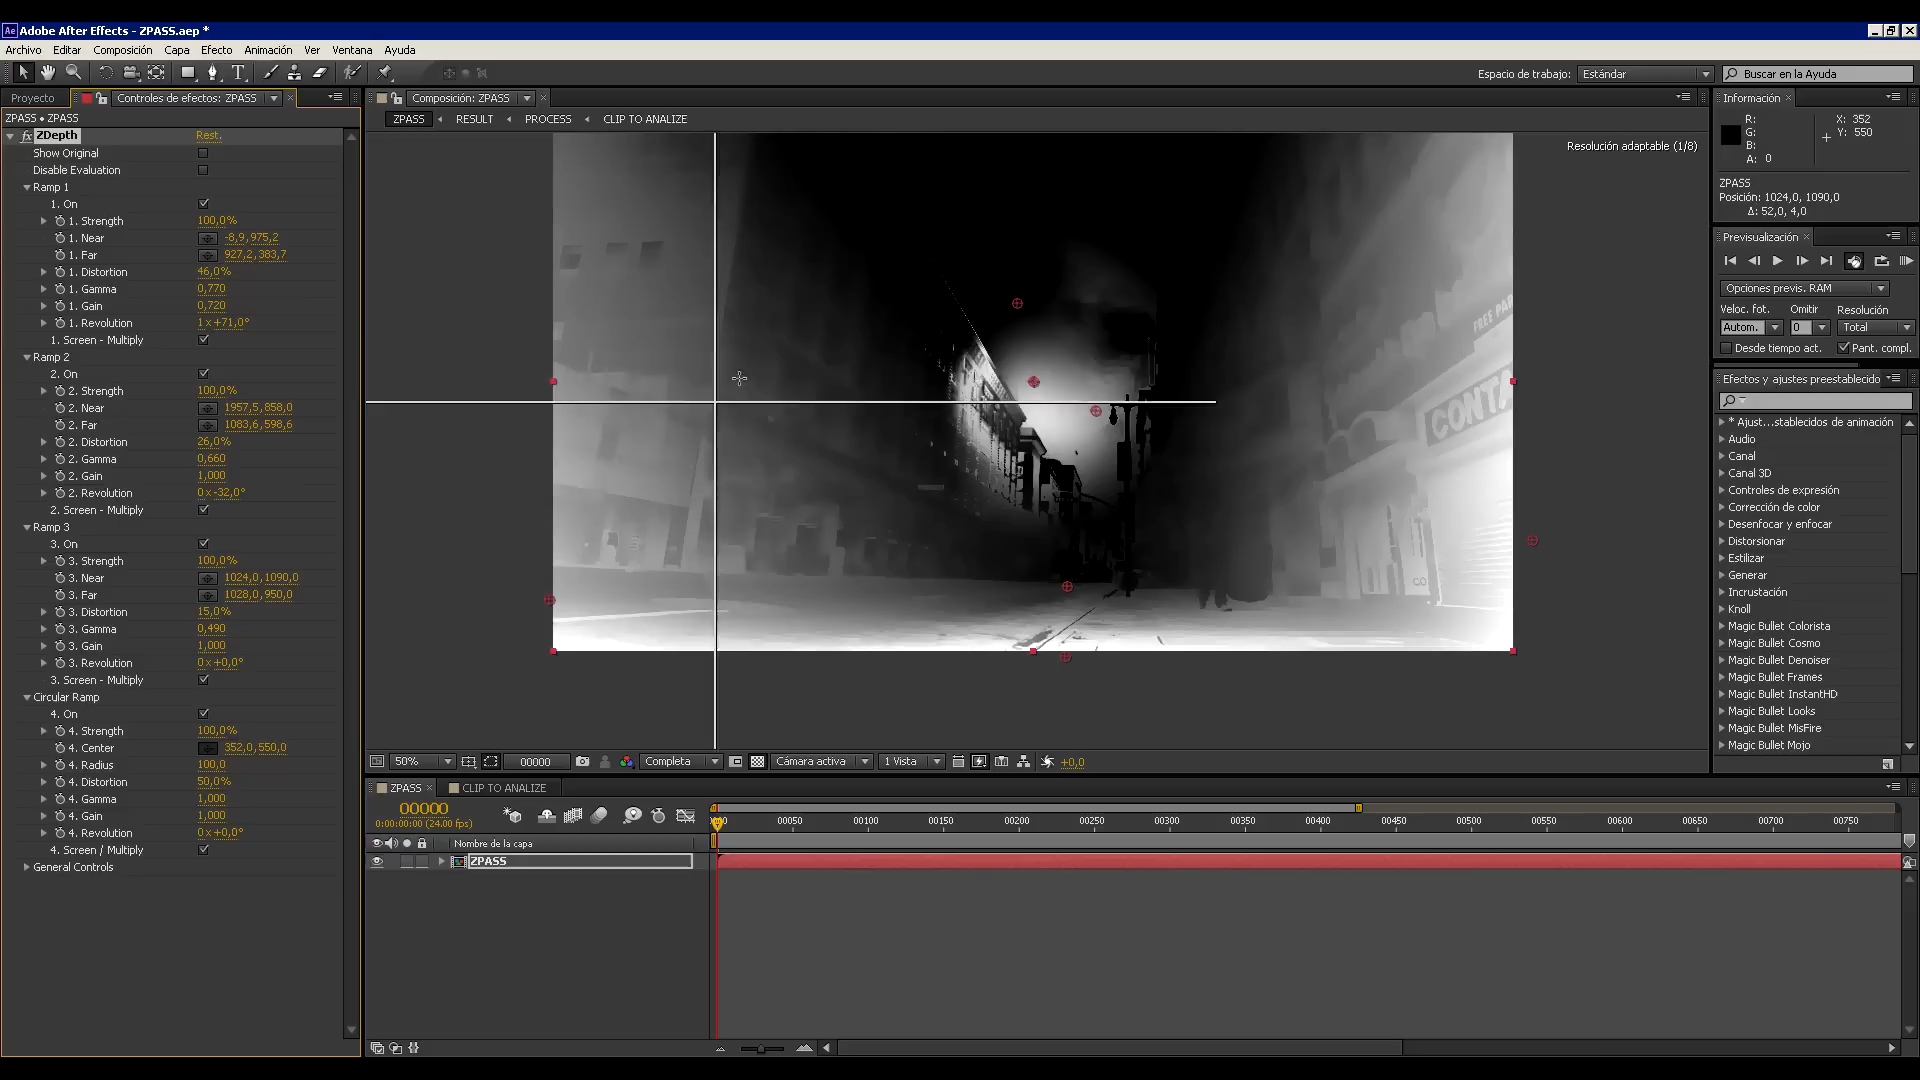 Adobe After Effects - ZPASS.aep *
Archivo Editar Composición Capa Efecto Animación Ver Ventana Ayuda
Espacio de trabajo: Estándar Buscar en la Ayuda
Proyecto Controles de efectos: ZPASS
ZPASS • ZPASS
fx ZDepth Rest.
Show Original
Disable Evaluation
Ramp 1
1. On
1. Strength 100,0%
1. Near -8,9,975,2
1. Far 927,2,383,7
1. Distortion 46,0%
1. Gamma 0,770
1. Gain 0,720
1. Revolution 1x+71,0°
1. Screen - Multiply
Ramp 2
2. On
2. Strength 100,0%
2. Near 1957,5,858,0
2. Far 1083,6,598,6
2. Distortion 26,0%
2. Gamma 0,660
2. Gain 1,000
2. Revolution 0x-32,0°
2. Screen - Multiply
Ramp 3
3. On
3. Strength 100,0%
3. Near 1024,0,1090,0
3. Far 1028,0,950,0
3. Distortion 15,0%
3. Gamma 0,490
3. Gain 1,000
3. Revolution 0x+0,0°
3. Screen - Multiply
Circular Ramp
4. On
4. Strength 100,0%
4. Center 352,0,550,0
4. Radius 100,0
4. Distortion 50,0%
4. Gamma 1,000
4. Gain 1,000
4. Revolution 0x+0,0°
4. Screen / Multiply
General Controls
Composición: ZPASS
ZPASS RESULT PROCESS CLIP TO ANALIZE
Resolución adaptable (1/8)
CONTA
CO
50% 00000 Completa Cámara activa 1 Vista +0,0
ZPASS CLIP TO ANALIZE
00000
0:00:00:00 (24.00 fps)
00050 00100 00150 00200 00250 00300 00350 00400 00450 00500 00550 00600 00650 00700 00750
Nombre de la capa
ZPASS
Información
R:
G:
B:
A: 0
X: 352
Y: 550
ZPASS
Posición: 1024,0, 1090,0
Δ: 52,0, 4,0
Previsualización
Opciones previs. RAM
Veloc. fot. Omitir Resolución
Autom. 0 Total
Desde tiempo act. Pant. compl.
Efectos y ajustes preestablecido
* Ajust...stablecidos de animación
Audio
Canal
Canal 3D
Controles de expresión
Corrección de color
Desenfocar y enfocar
Distorsionar
Estilizar
Generar
Incrustación
Knoll
Magic Bullet Colorista
Magic Bullet Cosmo
Magic Bullet Denoiser
Magic Bullet Frames
Magic Bullet InstantHD
Magic Bullet Looks
Magic Bullet MisFire
Magic Bullet Mojo